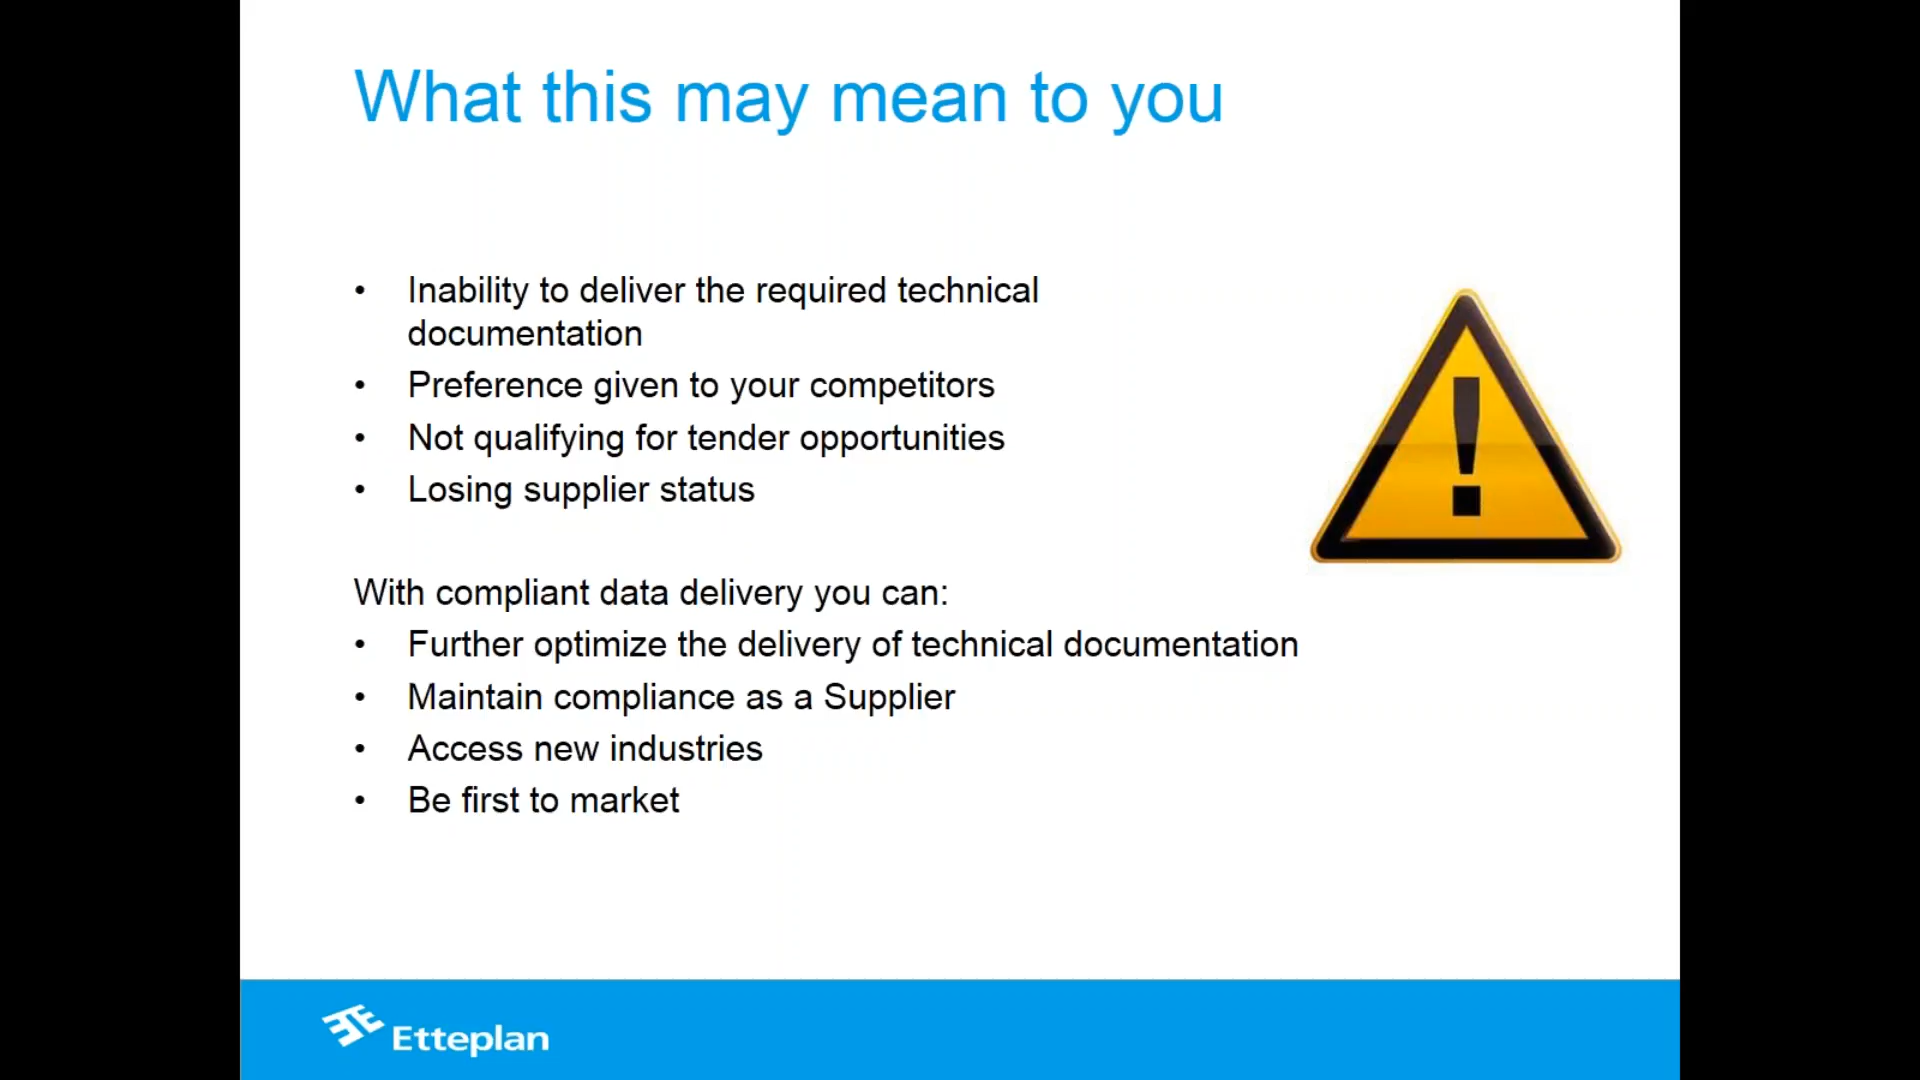 What this may mean to you
• Inability to deliver the required technical
documentation
• Preference given to your competitors
• Not qualifying for tender opportunities
• Losing supplier status
With compliant data delivery you can:
• Further optimize the delivery of technical documentation
• Maintain compliance as a Supplier
• Access new industries
• Be first to market
Etteplan